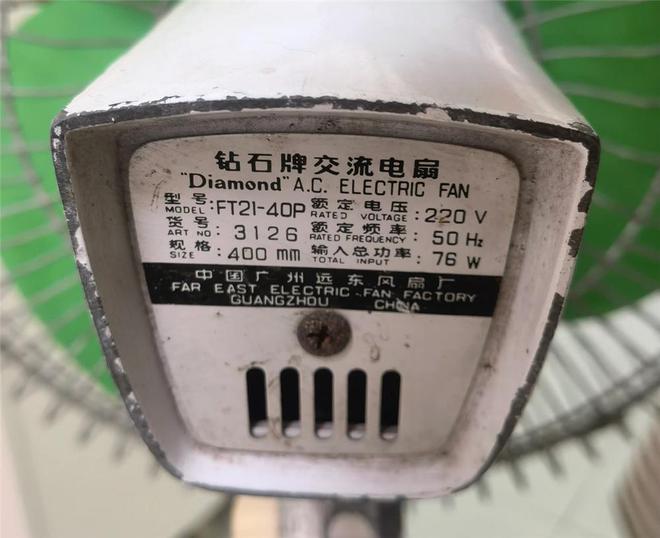 钻石牌交流电扇
"Diamond" A.C. ELECTRIC FAN
型号: FT21-40P 额定电压: 220 V
MODEL RATED VOLTAGE
货号: 3126 额定频率: 50 Hz
ART NO RATED FREQUENCY
规格: 400 mm 输入总功率: 76 W
SIZE TOTAL INPUT
中国广州远东风扇厂
FAR EAST ELECTRIC FAN FACTORY
GUANGZHOU CHINA